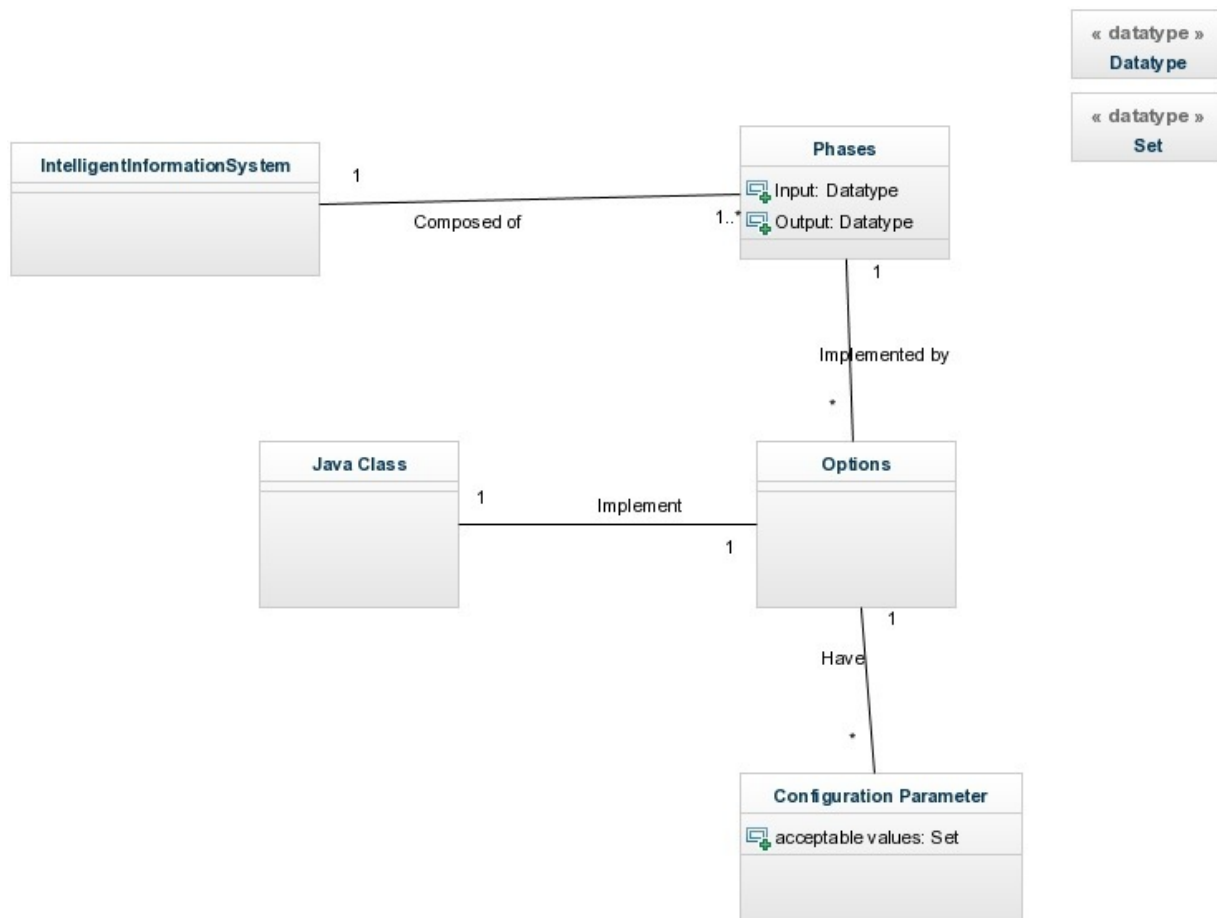 « datatype »
Datatype
« datatype »
Set
IntelligentInformationSystem
1
Composed of
1..*
Phases
Input: Datatype
Output: Datatype
1
Implemented by
*
Java Class
1
Implement
1
Options
1
Have
*
Configuration Parameter
acceptable values: Set